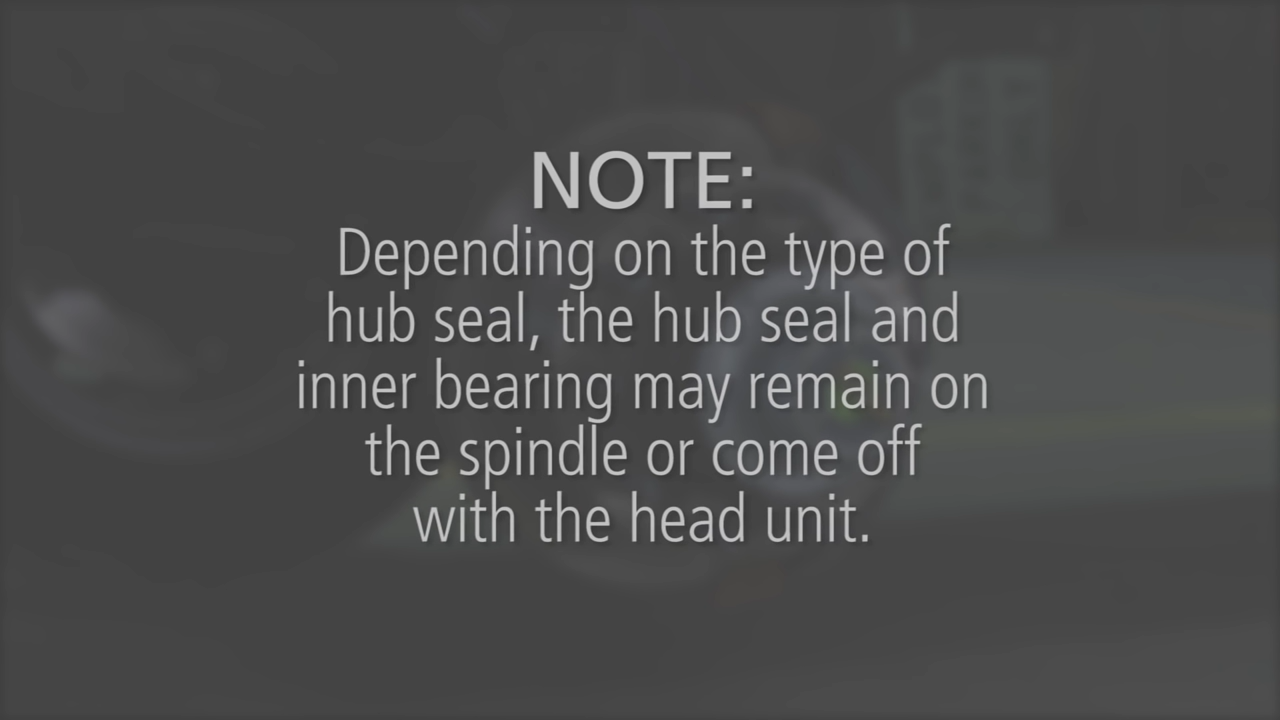 NOTE:
Depending on the type of
hub seal, the hub seal and
inner bearing may remain on
the spindle or come off
with the head unit.